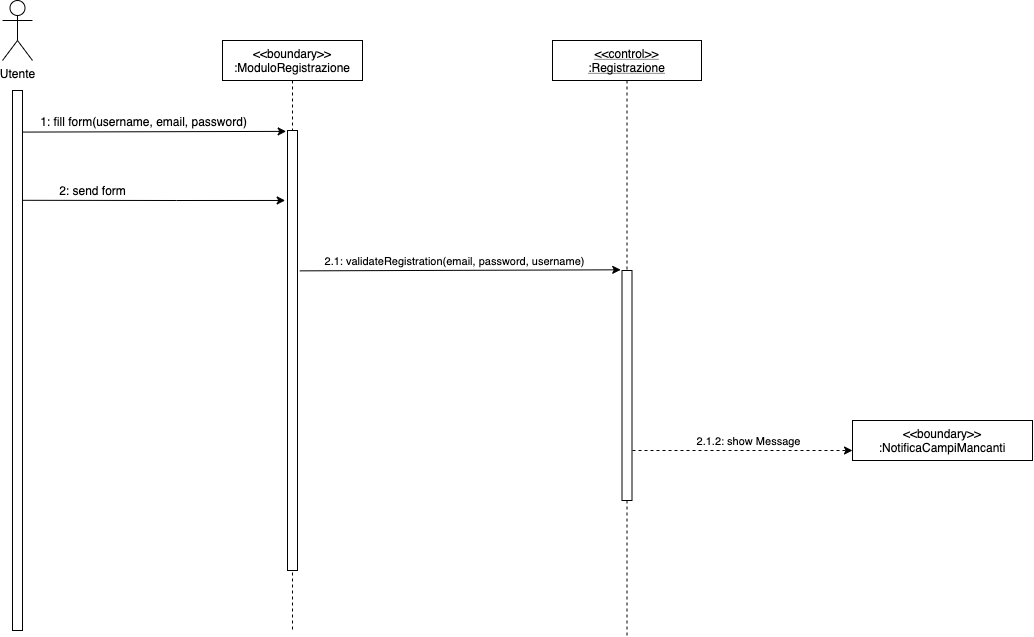 <<boundary>>
:ModuloRegistrazione
<<control>>
:Registrazione
Utente
1: fill form(username, email, password)
2: send form
2.1: validateRegistration(email, password, username)
2.1.2: show Message
<<boundary>>
:NotificaCampiMancanti